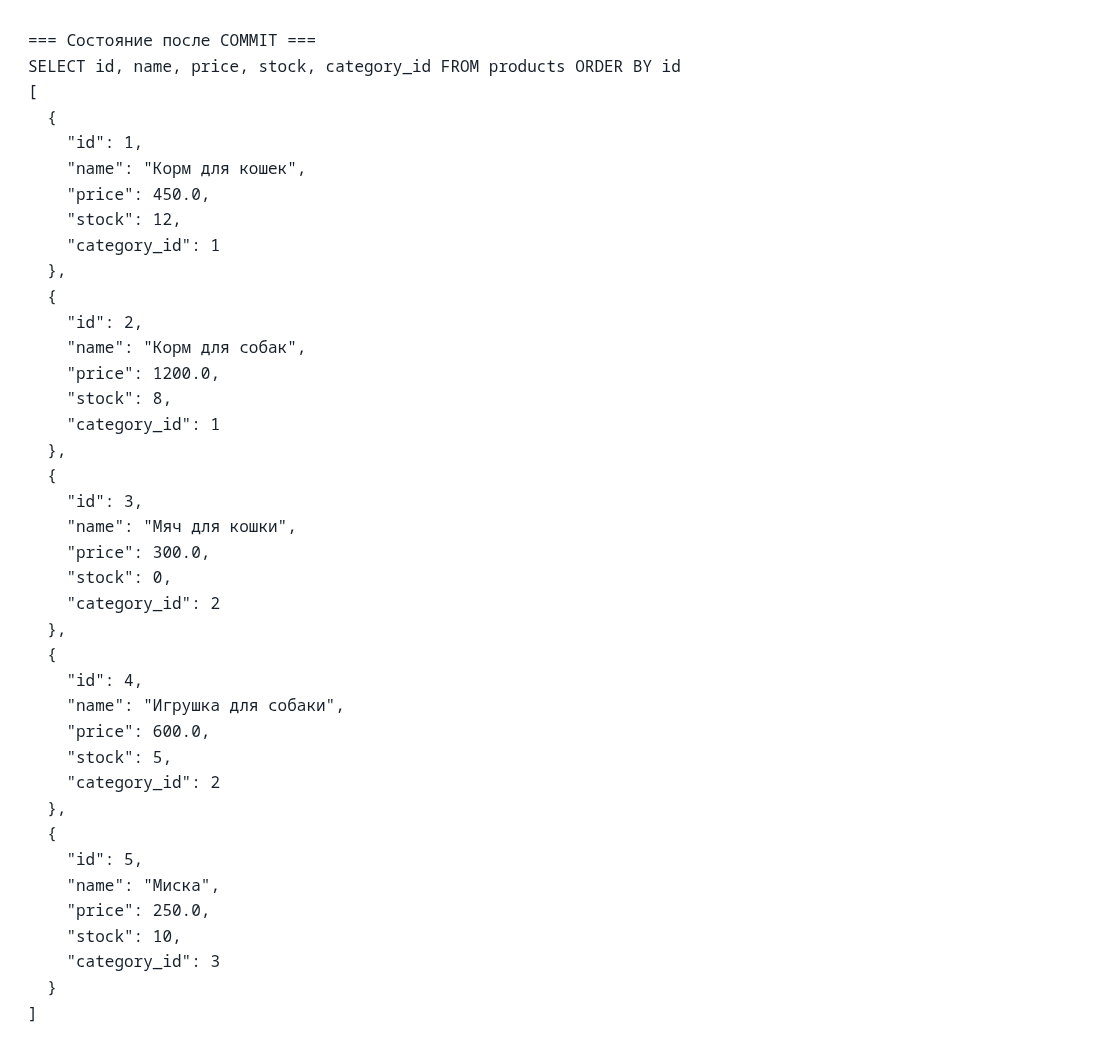 === Состояние после COMMIT ===
SELECT id, name, price, stock, category_id FROM products ORDER BY id
[
  {
    "id": 1,
    "name": "Корм для кошек",
    "price": 450.0,
    "stock": 12,
    "category_id": 1
  },
  {
    "id": 2,
    "name": "Корм для собак",
    "price": 1200.0,
    "stock": 8,
    "category_id": 1
  },
  {
    "id": 3,
    "name": "Мяч для кошки",
    "price": 300.0,
    "stock": 0,
    "category_id": 2
  },
  {
    "id": 4,
    "name": "Игрушка для собаки",
    "price": 600.0,
    "stock": 5,
    "category_id": 2
  },
  {
    "id": 5,
    "name": "Миска",
    "price": 250.0,
    "stock": 10,
    "category_id": 3
  }
]